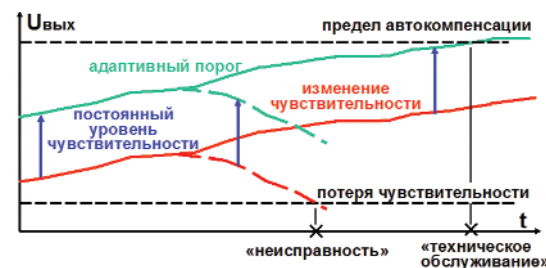 Uвых
предел автокомпенсации
адаптивный порог
изменение
чувствительности
постоянный
уровень
чувствительности
потеря чувствительности
t
«неисправность»
«техническое
обслуживание»